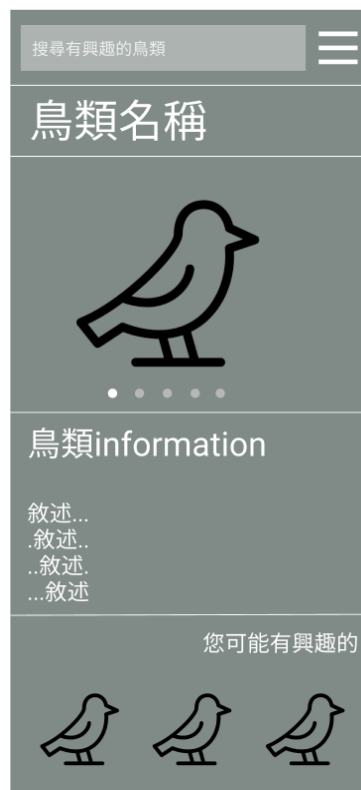 搜尋有興趣的鳥類
鳥類名稱
鳥類information
敘述...
.敘述..
..敘述.
...敘述
您可能有興趣的